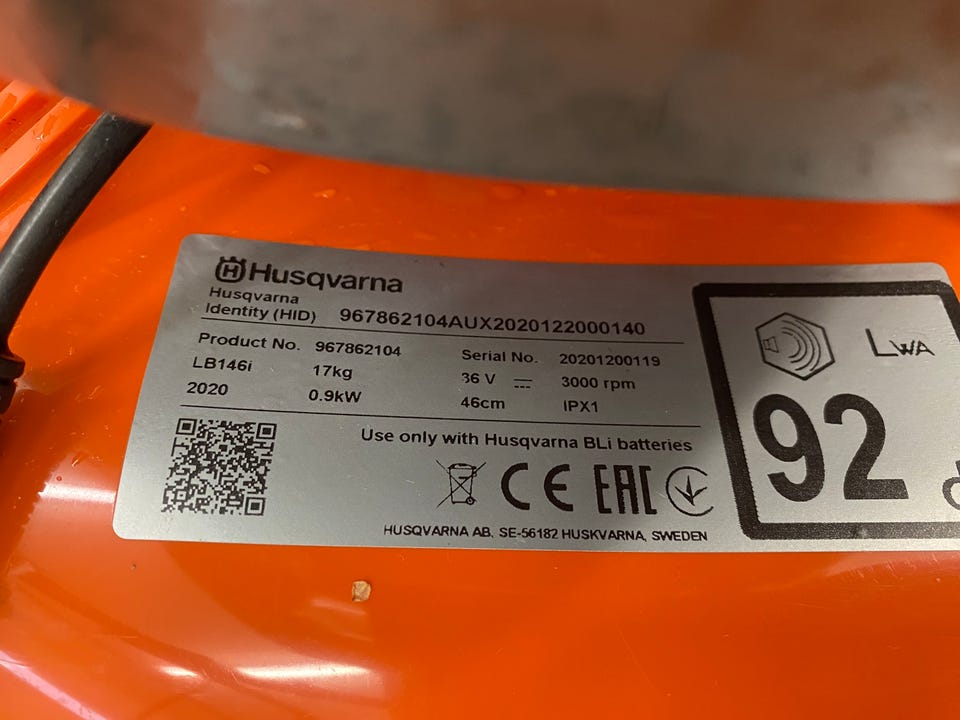 Husqvarna
Husqvarna
Identity (HID) 967862104AUX2020122000140
Product No. 967862104 Serial No. 20201200119
LB146i 17kg 36 V 3000 rpm
2020 0.9kW 46cm IPX1
Use only with Husqvarna BLi batteries
CE EAC
HUSQVARNA AB, SE-56182 HUSKVARNA, SWEDEN
LWA
92